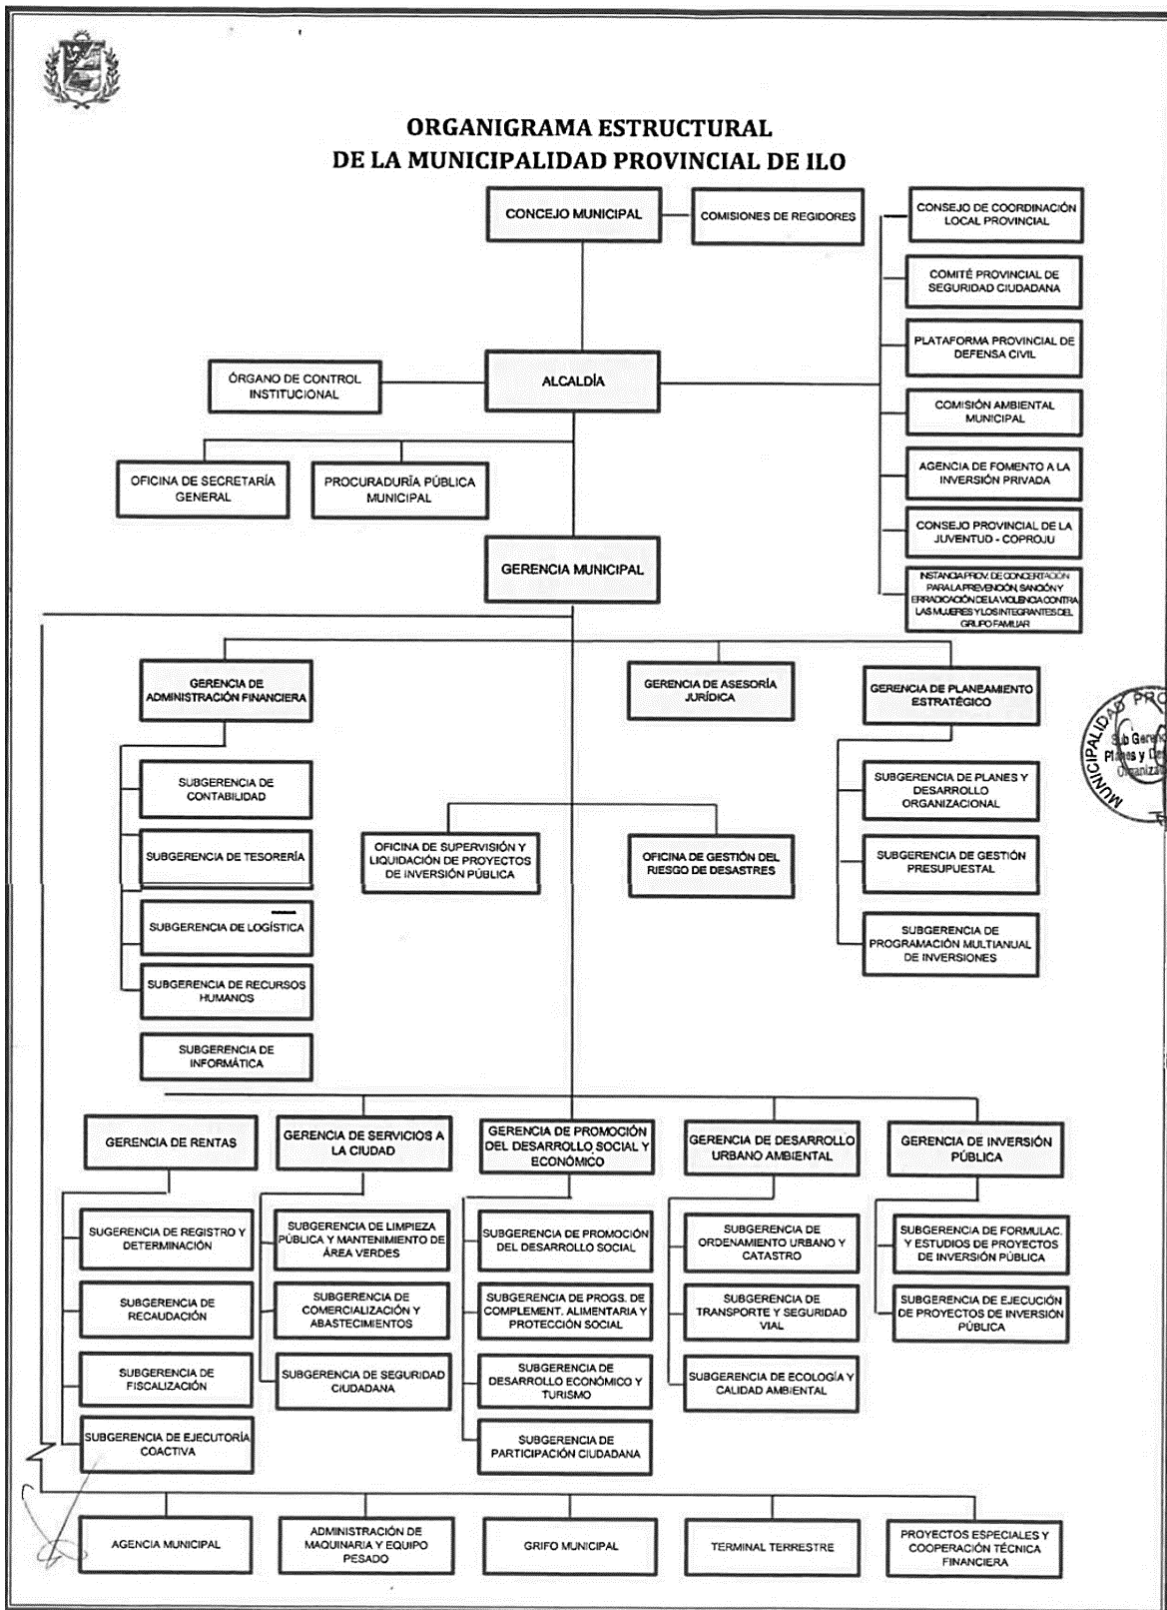 ORGANIGRAMA ESTRUCTURAL
DE LA MUNICIPALIDAD PROVINCIAL DE ILO
CONCEJO MUNICIPAL
COMISIONES DE REGIDORES
CONSEJO DE COORDINACIÓN
LOCAL PROVINCIAL
COMITÉ PROVINCIAL DE
SEGURIDAD CIUDADANA
PLATAFORMA PROVINCIAL DE
DEFENSA CIVIL
ÓRGANO DE CONTROL
INSTITUCIONAL
ALCALDÍA
COMISIÓN AMBIENTAL
MUNICIPAL
OFICINA DE SECRETARÍA
GENERAL
PROCURADURÍA PÚBLICA
MUNICIPAL
AGENCIA DE FOMENTO A LA
INVERSIÓN PRIVADA
CONSEJO PROVINCIAL DE LA
JUVENTUD - COPROJU
GERENCIA MUNICIPAL
INSTANCIA PROV. DE CONCERTACIÓN
PARA LA PREVENCIÓN, SANCIÓN Y
ERRADICACIÓN DE LA VIOLENCIA CONTRA
LAS MUJERES Y LOS INTEGRANTES DEL
GRUPO FAMILIAR
GERENCIA DE
ADMINISTRACIÓN FINANCIERA
GERENCIA DE ASESORÍA
JURÍDICA
GERENCIA DE PLANEAMIENTO
ESTRATÉGICO
MUNICIPALIDAD PRO
Sub Geren
Planes y De
Organiza
SUBGERENCIA DE
CONTABILIDAD
SUBGERENCIA DE TESORERÍA
SUBGERENCIA DE LOGÍSTICA
SUBGERENCIA DE RECURSOS
HUMANOS
SUBGERENCIA DE
INFORMÁTICA
OFICINA DE SUPERVISIÓN Y
LIQUIDACIÓN DE PROYECTOS
DE INVERSIÓN PÚBLICA
OFICINA DE GESTIÓN DEL
RIESGO DE DESASTRES
SUBGERENCIA DE PLANES Y
DESARROLLO
ORGANIZACIONAL
SUBGERENCIA DE GESTIÓN
PRESUPUESTAL
SUBGERENCIA DE
PROGRAMACIÓN MULTIANUAL
DE INVERSIONES
GERENCIA DE RENTAS
GERENCIA DE SERVICIOS A
LA CIUDAD
GERENCIA DE PROMOCIÓN
DEL DESARROLLO SOCIAL Y
ECONÓMICO
GERENCIA DE DESARROLLO
URBANO AMBIENTAL
GERENCIA DE INVERSIÓN
PÚBLICA
SUGERENCIA DE REGISTRO Y
DETERMINACIÓN
SUBGERENCIA DE
RECAUDACIÓN
SUBGERENCIA DE
FISCALIZACIÓN
SUBGERENCIA DE EJECUTORÍA
COACTIVA
SUBGERENCIA DE LIMPIEZA
PÚBLICA Y MANTENIMIENTO DE
ÁREA VERDES
SUBGERENCIA DE
COMERCIALIZACIÓN Y
ABASTECIMIENTOS
SUBGERENCIA DE SEGURIDAD
CIUDADANA
SUBGERENCIA DE PROMOCIÓN
DEL DESARROLLO SOCIAL
SUBGERENCIA DE PROGS. DE
COMPLEMENT. ALIMENTARIA Y
PROTECCIÓN SOCIAL
SUBGERENCIA DE
DESARROLLO ECONÓMICO Y
TURISMO
SUBGERENCIA DE
PARTICIPACIÓN CIUDADANA
SUBGERENCIA DE
ORDENAMIENTO URBANO Y
CATASTRO
SUBGERENCIA DE
TRANSPORTE Y SEGURIDAD
VIAL
SUBGERENCIA DE ECOLOGÍA Y
CALIDAD AMBIENTAL
SUBGERENCIA DE FORMULAC.
Y ESTUDIOS DE PROYECTOS
DE INVERSIÓN PÚBLICA
SUBGERENCIA DE EJECUCIÓN
DE PROYECTOS DE INVERSIÓN
PÚBLICA
AGENCIA MUNICIPAL
ADMINISTRACIÓN DE
MAQUINARIA Y EQUIPO
PESADO
GRIFO MUNICIPAL
TERMINAL TERRESTRE
PROYECTOS ESPECIALES Y
COOPERACIÓN TÉCNICA
FINANCIERA